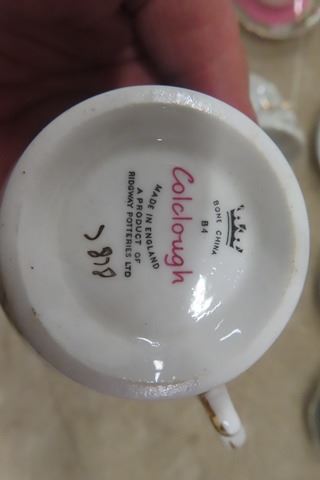 BONE CHINA
B4
Colclough
MADE IN ENGLAND
A PRODUCT OF
RIDGWAY POTTERIES LTD